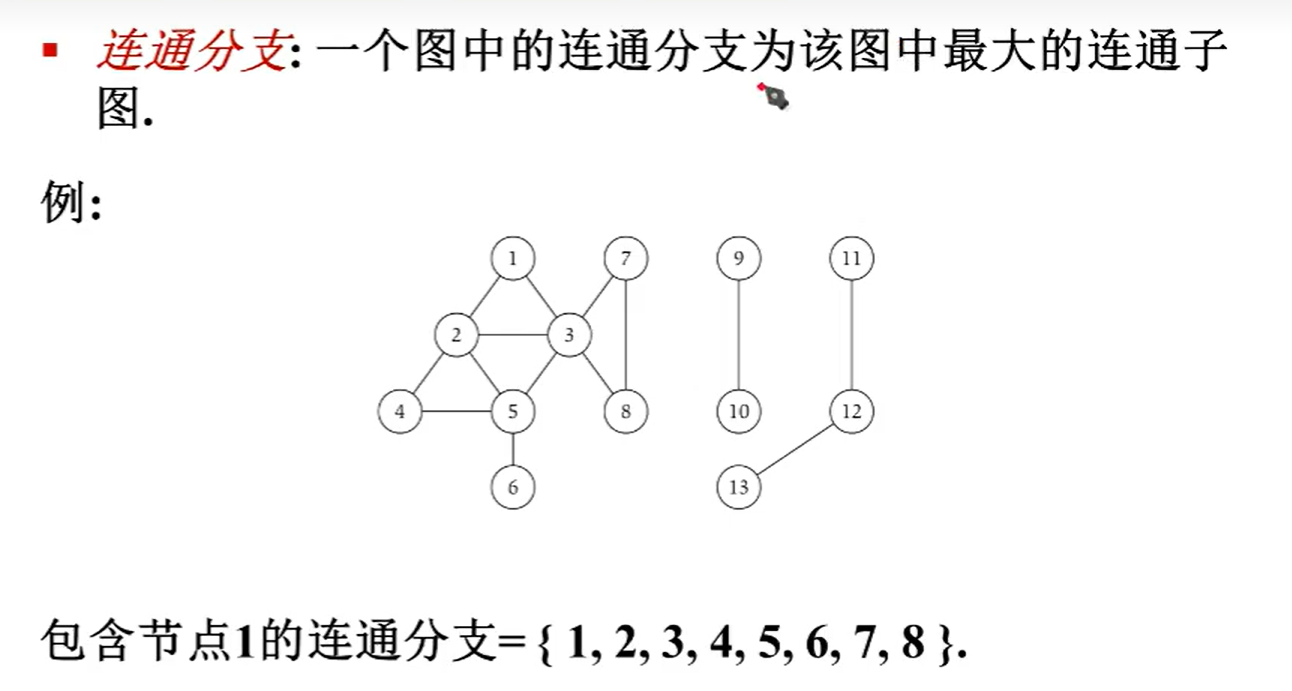 连通分支: 一个图中的连通分支为该图中最大的连通子
图.
例:
1 7 9 11
2 3
4 5 8 10 12
6 13
包含节点1的连通分支= { 1, 2, 3, 4, 5, 6, 7, 8 }.